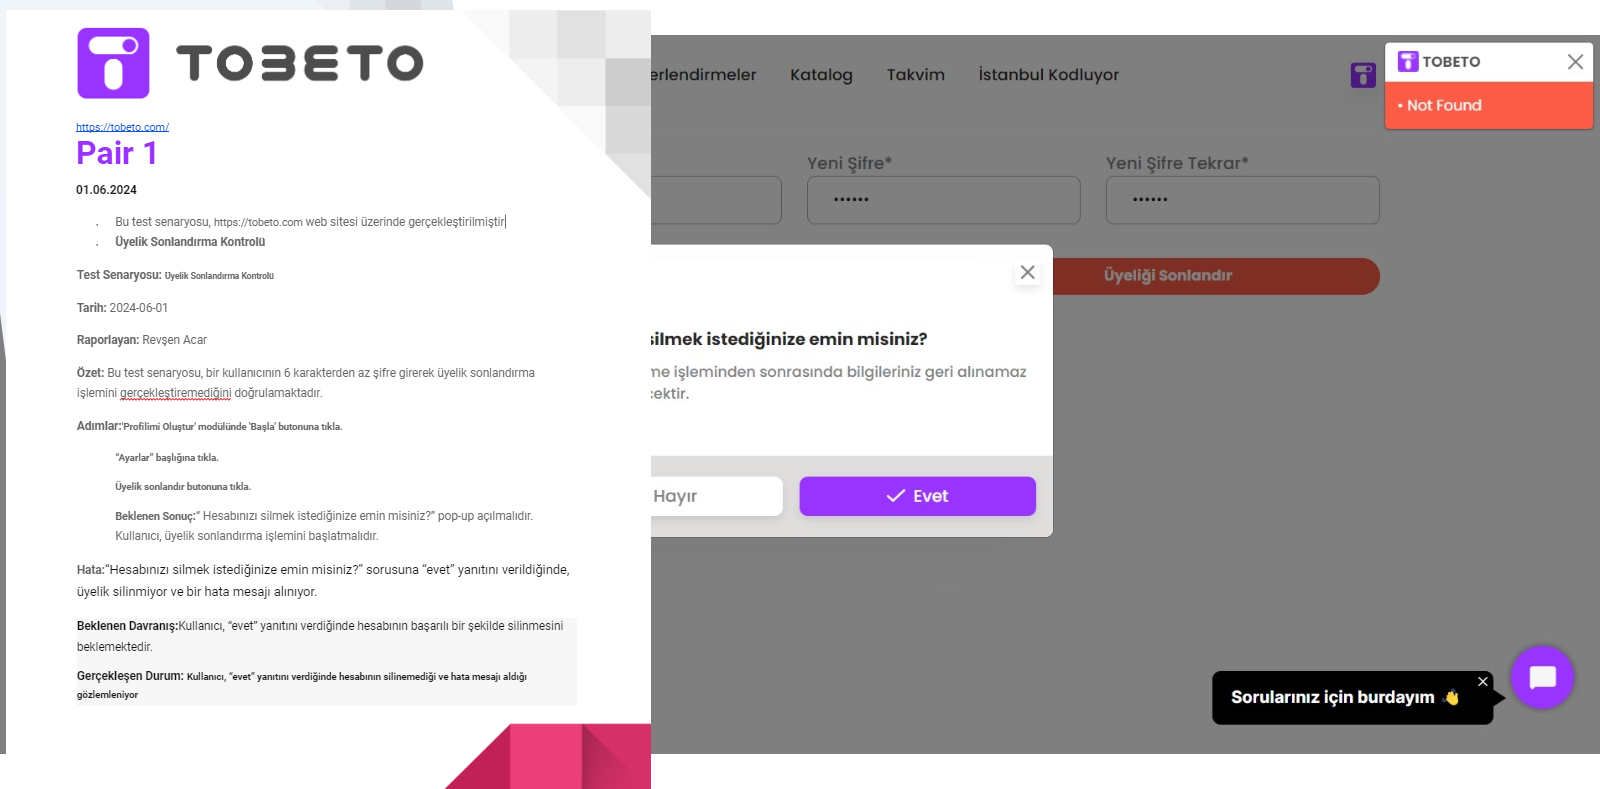 TOBETO
https://tobeto.com/
Pair 1
01.06.2024
Bu test senaryosu, https://tobeto.com web sitesi üzerinde gerçekleştirilmiştir
Üyelik Sonlandırma Kontrolü
Test Senaryosu: Üyelik Sonlandırma Kontrolü
Tarih: 2024-06-01
Raporlayan: Revşen Acar
Özet: Bu test senaryosu, bir kullanıcının 6 karakterden az şifre girerek üyelik sonlandırma
işlemini gerçekleştiremediğini doğrulamaktadır.
Adımlar:'Profilimi Oluştur' modülünde 'Başla' butonuna tıkla.
“Ayarlar” başlığına tıkla.
Üyelik sonlandır butonuna tıkla.
Beklenen Sonuç:“ Hesabınızı silmek istediğinize emin misiniz?” pop-up açılmalıdır.
Kullanıcı, üyelik sonlandırma işlemini başlatmalıdır.
Hata:“Hesabınızı silmek istediğinize emin misiniz?” sorusuna “evet” yanıtını verildiğinde,
üyelik silinmiyor ve bir hata mesajı alınıyor.
Beklenen Davranış:Kullanıcı, “evet” yanıtını verdiğinde hesabının başarılı bir şekilde silinmesini
beklemektedir.
Gerçekleşen Durum: Kullanıcı, “evet” yanıtını verdiğinde hesabının silinemediği ve hata mesajı aldığı
gözlemleniyor
erlendirmeler Katalog Takvim İstanbul Kodluyor
TOBETO
• Not Found
Yeni Şifre* Yeni Şifre Tekrar*
Üyeliği Sonlandır
silmek istediğinize emin misiniz?
me işleminden sonrasında bilgileriniz geri alınamaz
cektir.
Hayır Evet
Sorularınız için burdayım 👋